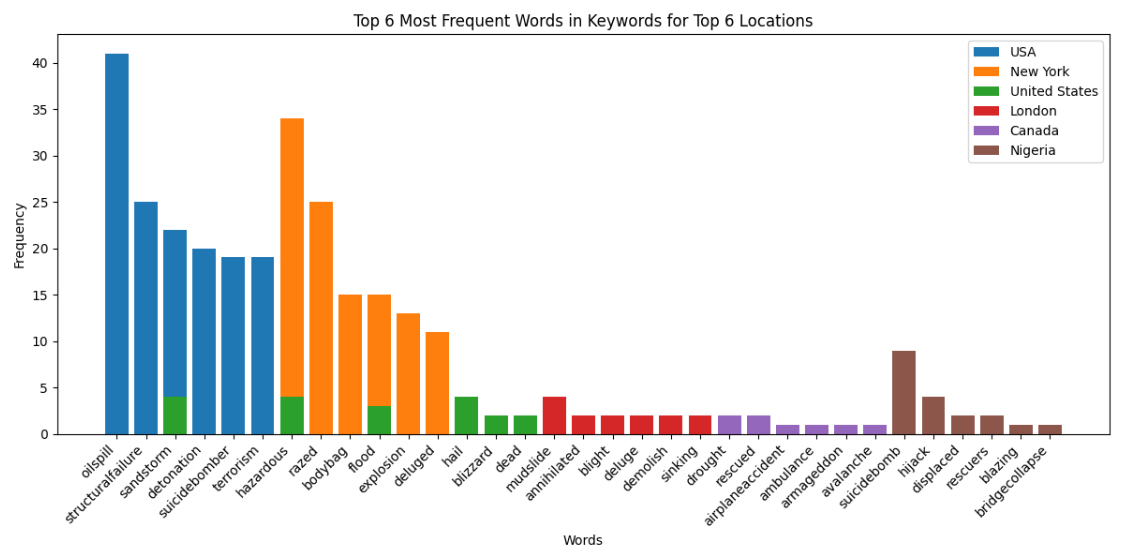 Top 6 Most Frequent Words in Keywords for Top 6 Locations
USA
New York
United States
London
Canada
Nigeria
Frequency
40
35
30
25
20
15
10
5
0
oilspill
structuralfailure
sandstorm
detonation
suicidebomber
terrorism
hazardous
razed
bodybag
flood
explosion
deluged
hail
blizzard
dead
mudslide
annihilated
blight
deluge
demolish
sinking
drought
rescued
airplaneaccident
ambulance
armageddon
avalanche
suicidebomb
hijack
displaced
rescuers
blazing
bridgecollapse
Words